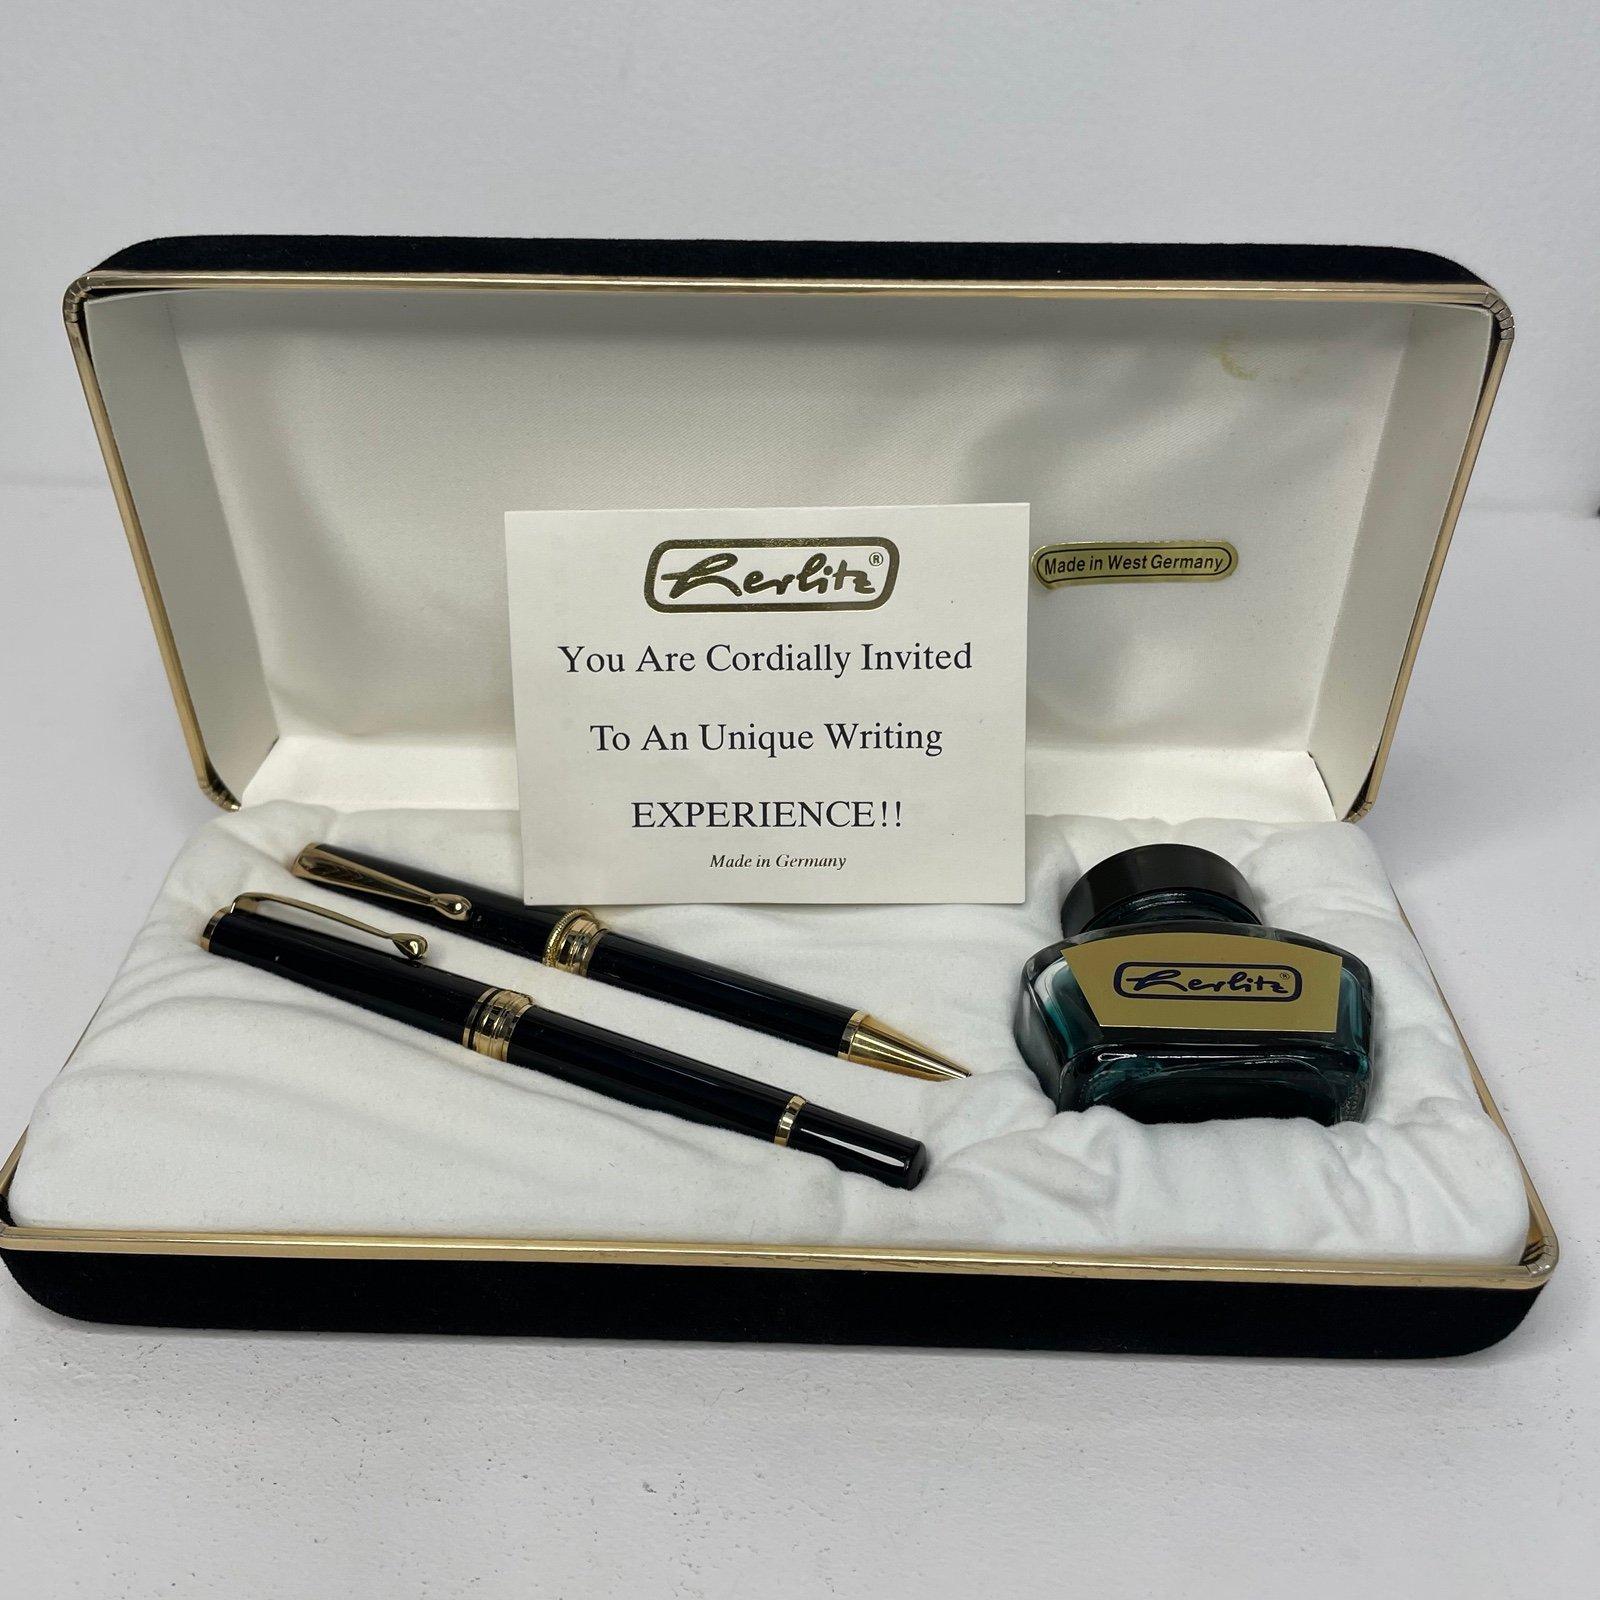 Herlitz®
You Are Cordially Invited
To An Unique Writing
EXPERIENCE!!
Made in Germany
Made in West Germany
Herlitz®